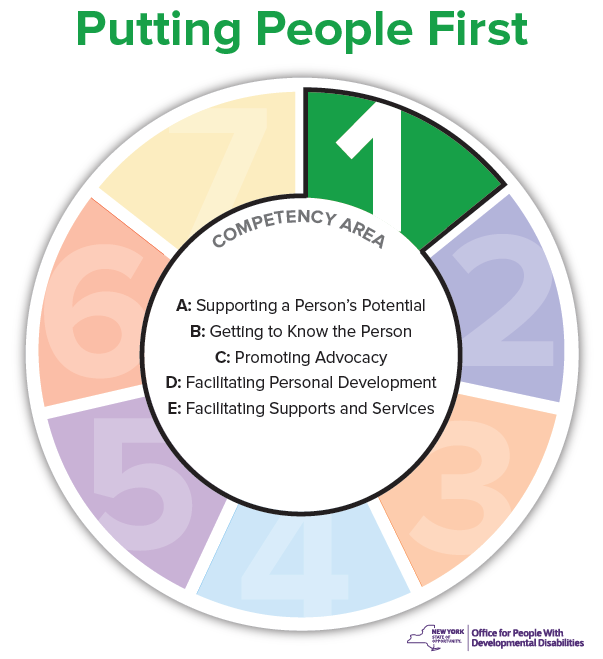 Putting People First
1
2
3
4
5
6
7
COMPETENCY AREA
A: Supporting a Person's Potential
B: Getting to Know the Person
C: Promoting Advocacy
D: Facilitating Personal Development
E: Facilitating Supports and Services
NEW YORK
STATE OF
OPPORTUNITY.
Office for People With
Developmental Disabilities